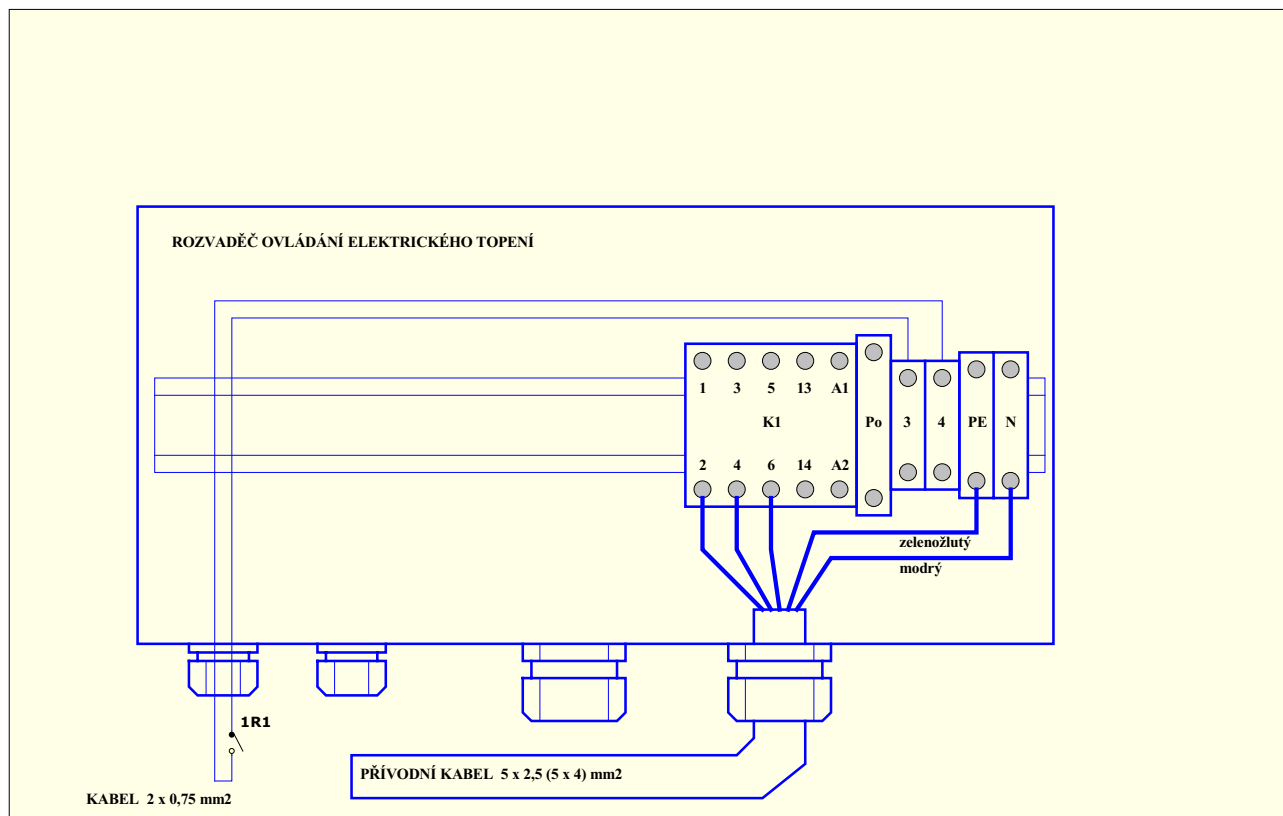 ROZVADĚČ OVLÁDÁNÍ ELEKTRICKÉHO TOPENÍ
1 3 5 13 A1
K1 Po 3 4 PE N
2 4 6 14 A2
zelenožlutý
modrý
1R1
PŘÍVODNÍ KABEL 5 x 2,5 (5 x 4) mm2
KABEL 2 x 0,75 mm2